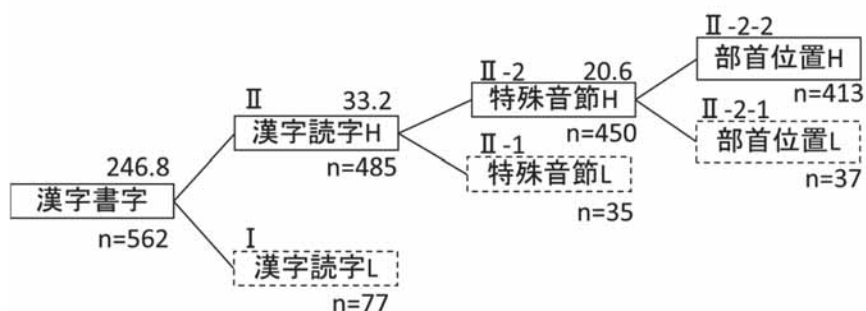 Ⅱ-2-2
部首位置H
n=413
Ⅱ-2 20.6
特殊音節H
n=450
Ⅱ-2-1
部首位置L
n=37
Ⅱ 33.2
漢字読字H
n=485
Ⅱ-1
特殊音節L
n=35
246.8
漢字書字
n=562
Ⅰ
漢字読字L
n=77